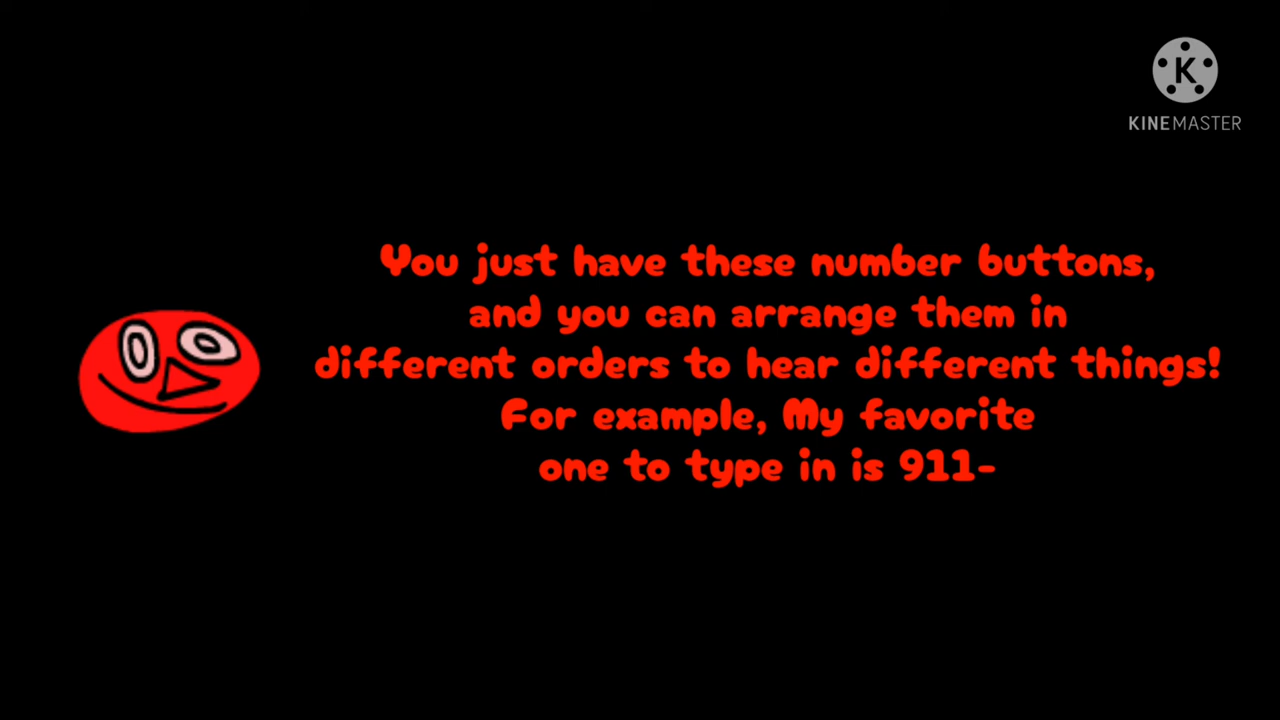 K
KINEMASTER
You just have these number buttons,
and you can arrange them in
different orders to hear different things!
For example, My favorite
one to type in is 911-